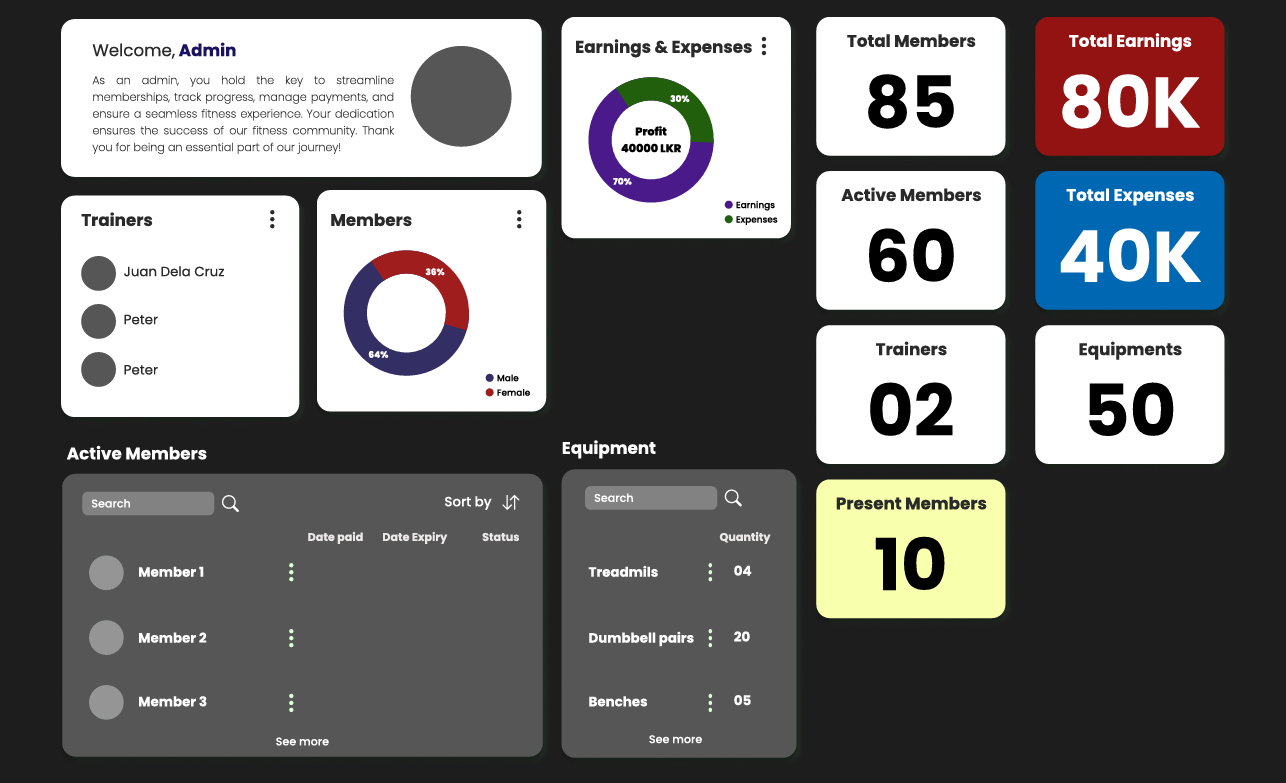 Welcome, Admin
As an admin, you hold the key to streamline
memberships, track progress, manage payments, and
ensure a seamless fitness experience. Your dedication
ensures the success of our fitness community. Thank
you for being an essential part of our journey!
Earnings & Expenses
30%
Profit
40000 LKR
70%
Earnings
Expenses
Total Members
85
Total Earnings
80K
Active Members
60
Total Expenses
40K
Trainers
Juan Dela Cruz
Peter
Peter
Members
36%
64%
Male
Female
Trainers
02
Equipments
50
Present Members
10
Active Members
Search
Sort by
Date paid Date Expiry Status
Member 1
Member 2
Member 3
See more
Equipment
Search
Quantity
Treadmils 04
Dumbbell pairs 20
Benches 05
See more